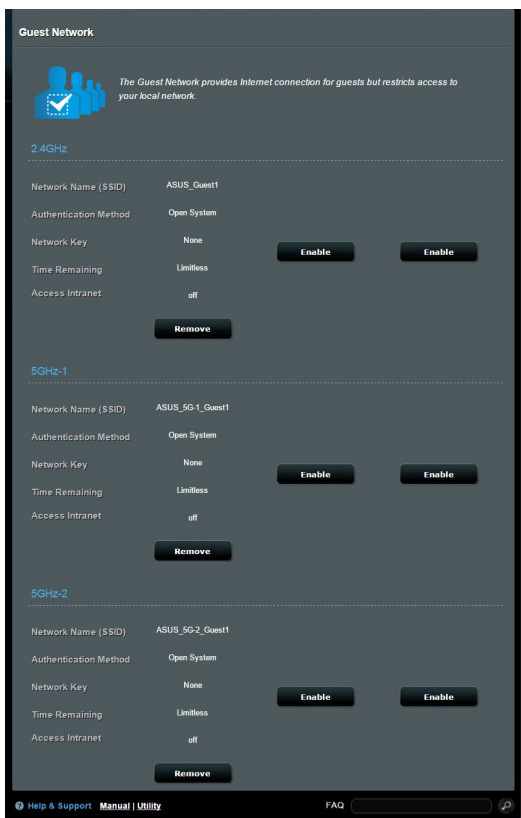 Guest Network
The Guest Network provides Internet connection for guests but restricts access to
your local network.
2.4GHz
Network Name (SSID) ASUS_Guest1
Authentication Method Open System
Network Key None
Enable Enable
Time Remaining Limitless
Access Intranet off
Remove
5GHz-1
Network Name (SSID) ASUS_5G-1_Guest1
Authentication Method Open System
Network Key None
Enable Enable
Time Remaining Limitless
Access Intranet off
Remove
5GHz-2
Network Name (SSID) ASUS_5G-2_Guest1
Authentication Method Open System
Network Key None
Enable Enable
Time Remaining Limitless
Access Intranet off
Remove
Help & Support Manual | Utility FAQ